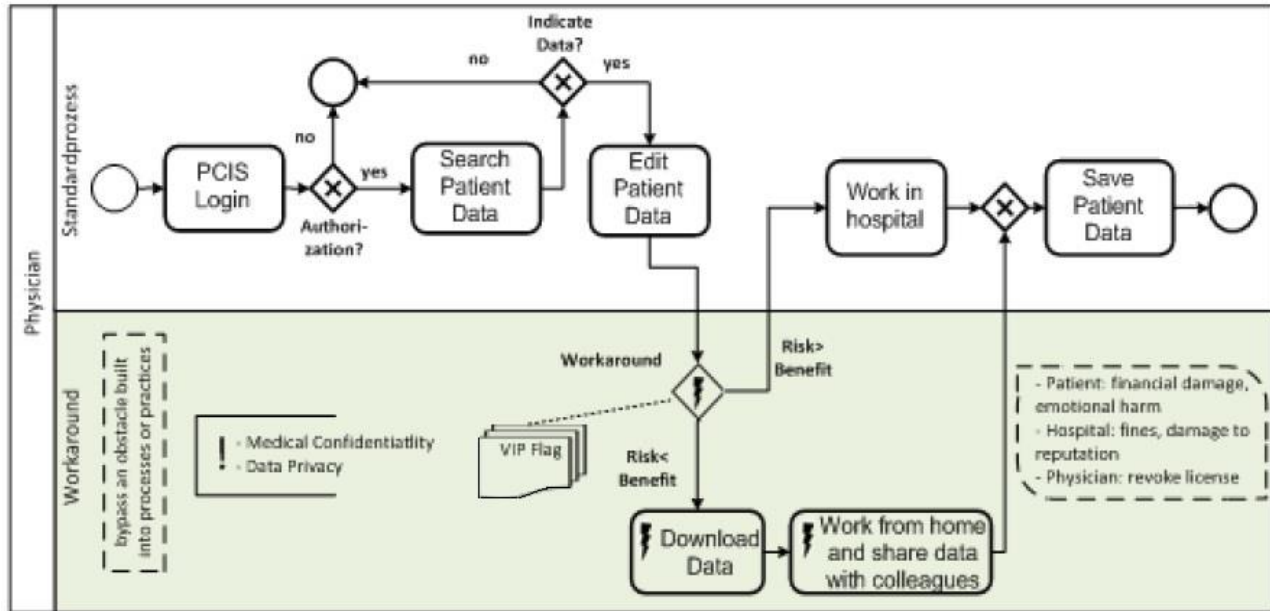 Physician
Standardprozess
PCIS
Login
no
Authori-
zation?
yes
Search
Patient
Data
no
Indicate
Data?
yes
Edit
Patient
Data
Work in
hospital
Save
Patient
Data
Workaround
bypass an obstacle built
into processes or practices
! - Medical Confidentiatlity
- Data Privacy
VIP Flag
Workaround
Risk>
Benefit
Risk<
Benefit
Download
Data
Work from home
and share data
with colleagues
- Patient: financial damage,
emotional harm
- Hospital: fines, damage to
reputation
- Physician: revoke license